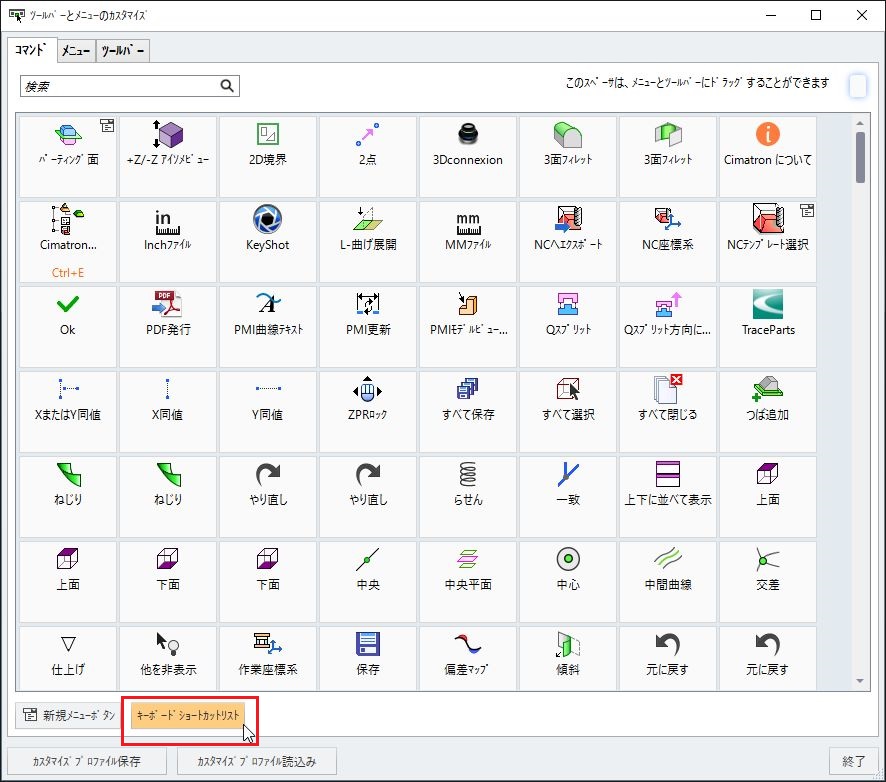 ﾂｰﾙﾊﾞｰとﾒﾆｭｰのｶｽﾀﾏｲｽﾞ
ｺﾏﾝﾄﾞ ﾒﾆｭｰ ﾂｰﾙﾊﾞｰ
検索 このｽﾍﾟｰｻは、ﾒﾆｭｰとﾂｰﾙﾊﾞｰにﾄﾞﾗｯｸﾞすることができます
ﾊﾟｰﾃｨﾝｸﾞ面 +Z/-Z ｱｲｿﾒﾋﾞｭｰ 2D境界 2点 3Dconnexion 3面ﾌｨﾚｯﾄ 3面ﾌｨﾚｯﾄ Cimatron について
in mm
Cimatron... Inchﾌｧｲﾙ KeyShot L-曲げ展開 MMﾌｧｲﾙ NCへｴｸｽﾎﾟｰﾄ NC座標系 NCﾃﾝﾌﾟﾚｰﾄ選択
Ctrl+E
PDF
Ok PDF発行 PMI曲線ﾃｷｽﾄ PMI更新 PMIﾓﾃﾞﾙﾋﾞｭｰ... Qｽﾌﾟﾘｯﾄ Qｽﾌﾟﾘｯﾄ方向に... TraceParts
XまたはY同値 X同値 Y同値 ZPRﾛｯｸ すべて保存 すべて選択 すべて閉じる つば追加
ねじり ねじり やり直し やり直し らせん 一致 上下に並べて表示 上面
上面 下面 下面 中央 中央平面 中心 中間曲線 交差
仕上げ 他を非表示 作業座標系 保存 偏差ﾏｯﾌﾟ 傾斜 元に戻す 元に戻す
新規ﾒﾆｭｰﾎﾞﾀﾝ ｷｰﾎﾞｰﾄﾞｼｮｰﾄｶｯﾄﾘｽﾄ
ｶｽﾀﾏｲｽﾞﾌﾟﾛﾌｧｲﾙ保存 ｶｽﾀﾏｲｽﾞﾌﾟﾛﾌｧｲﾙ読込み 終了